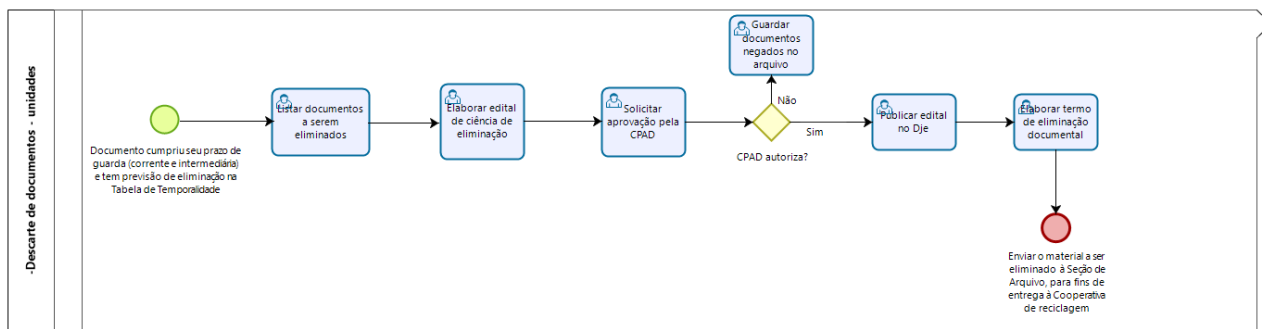 -Descarte de documentos - unidades
Documento cumpriu seu prazo de
guarda (corrente e intermediária)
e tem previsão de eliminação na
Tabela de Temporalidade
Listar documentos
a serem
eliminados
Elaborar edital
de ciência de
eliminação
Solicitar
aprovação pela
CPAD
Guardar
documentos
negados no
arquivo
Não
Sim
CPAD autoriza?
Publicar edital
no Dje
Elaborar termo
de eliminação
documental
Enviar o material a ser
eliminado à Seção de
Arquivo, para fins de
entrega à Cooperativa
de reciclagem